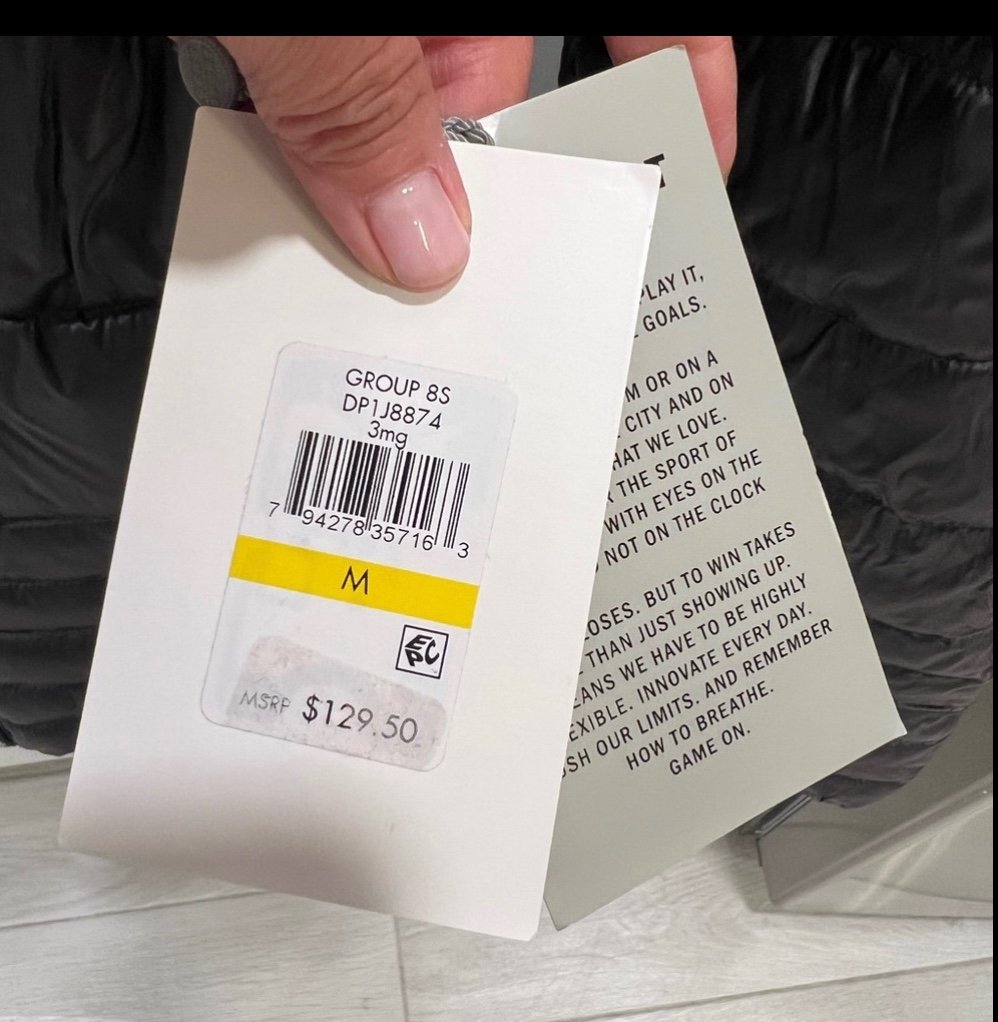 GROUP 8S
DP1J8874
3mg
7 94278 35716 3
M
EPC
MSRP $129.50
T
PLAY IT,
GOALS.
M OR ON A
CITY AND ON
HAT WE LOVE.
THE SPORT OF
WITH EYES ON THE
NOT ON THE CLOCK
LOSES. BUT TO WIN TAKES
THAN JUST SHOWING UP.
EANS WE HAVE TO BE HIGHLY
EXIBLE. INNOVATE EVERY DAY.
SH OUR LIMITS. AND REMEMBER
HOW TO BREATHE.
GAME ON.